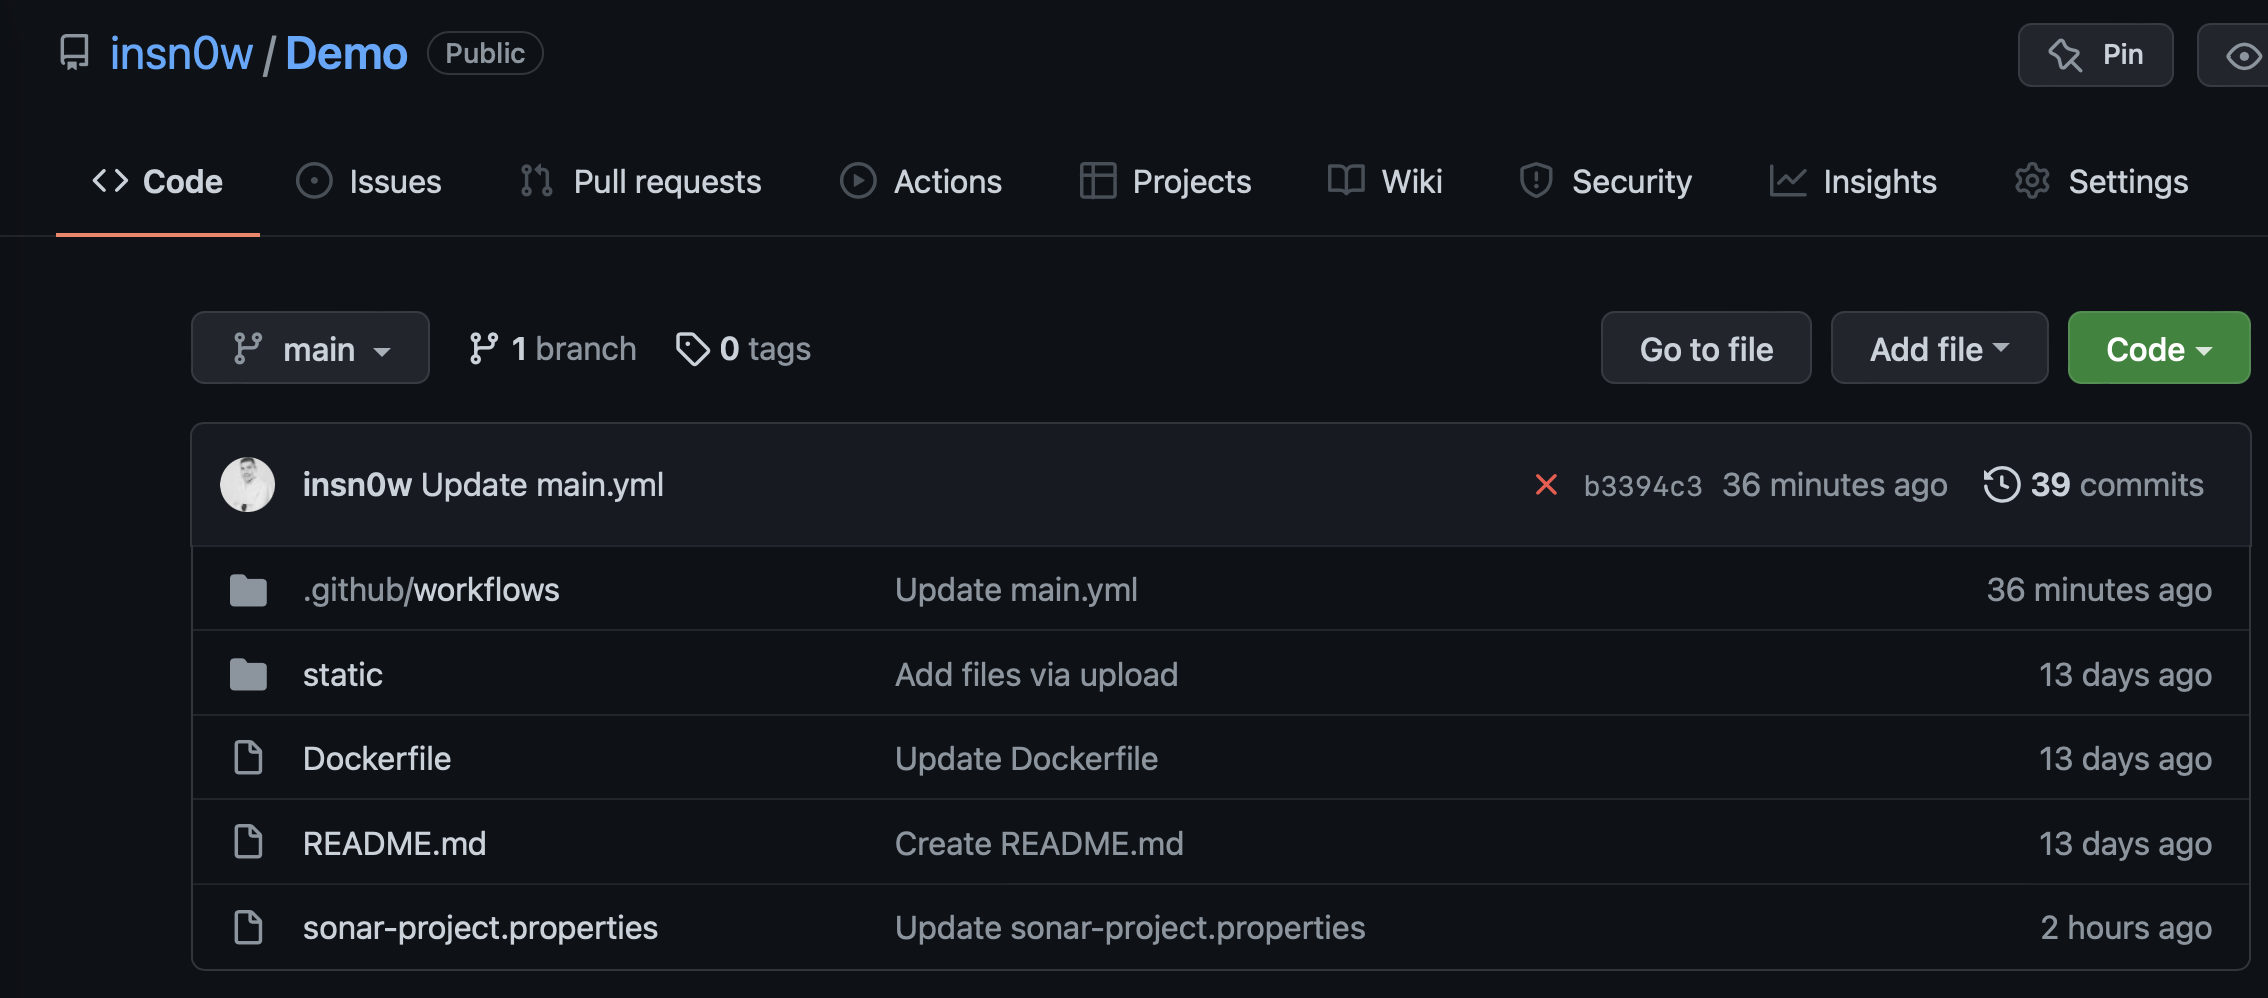 insn0w / Demo Public Pin
Code Issues Pull requests Actions Projects Wiki Security Insights Settings
main 1 branch 0 tags Go to file Add file Code
insn0w Update main.yml b3394c3 36 minutes ago 39 commits
.github/workflows Update main.yml 36 minutes ago
static Add files via upload 13 days ago
Dockerfile Update Dockerfile 13 days ago
README.md Create README.md 13 days ago
sonar-project.properties Update sonar-project.properties 2 hours ago